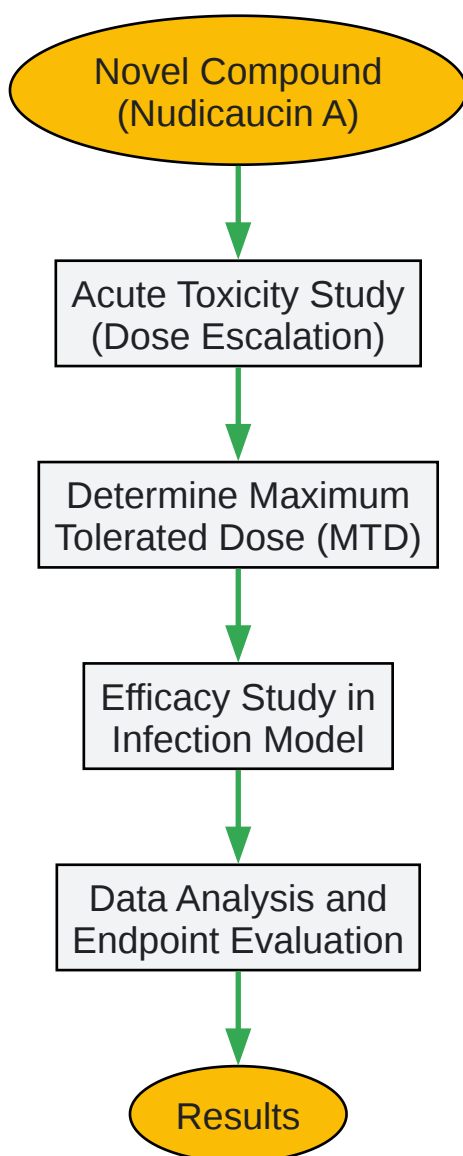 Novel Compound
(Nudicaucin A)
Acute Toxicity Study
(Dose Escalation)
Determine Maximum
Tolerated Dose (MTD)
Efficacy Study in
Infection Model
Data Analysis and
Endpoint Evaluation
Results